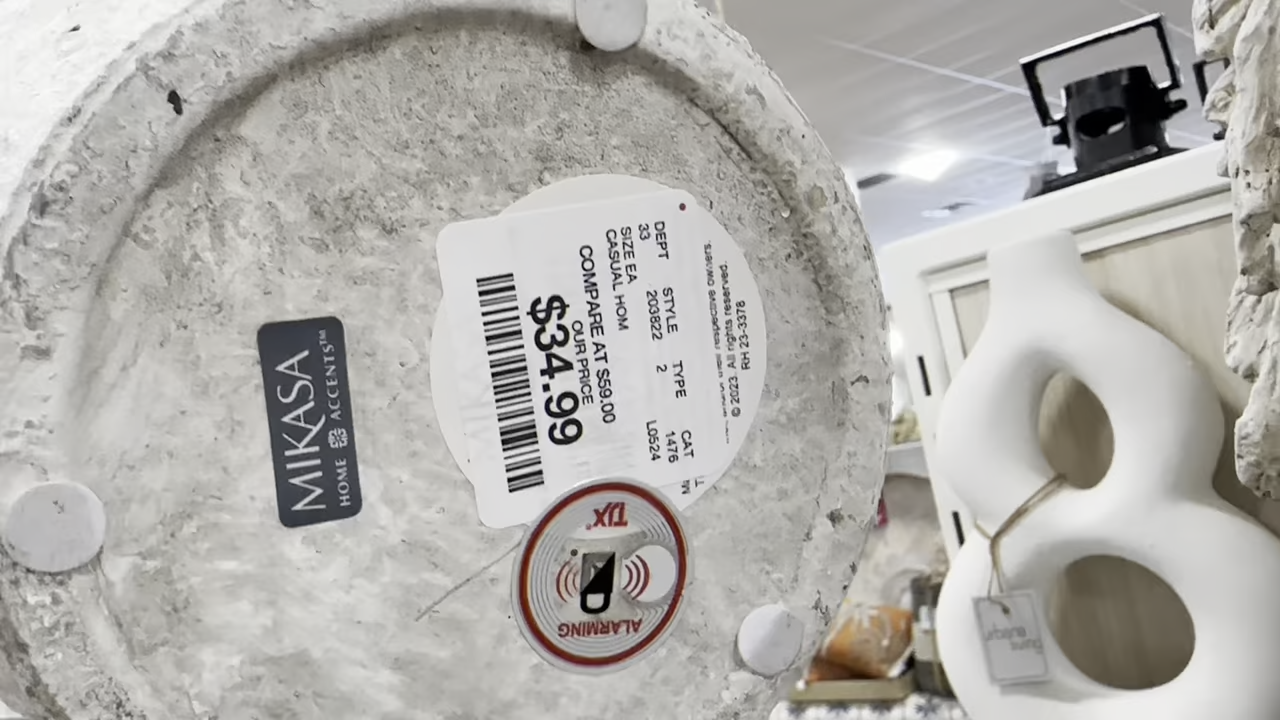 MIKASA
HOME ACCENTS™
© 2023. All rights reserved.
RH 23-3378
DEPT STYLE TYPE CAT
33 203822 2 1476 L0524
SIZE EA
CASUAL HOM
COMPARE AT $59.00
OUR PRICE
$34.99
TJX
ALARMING